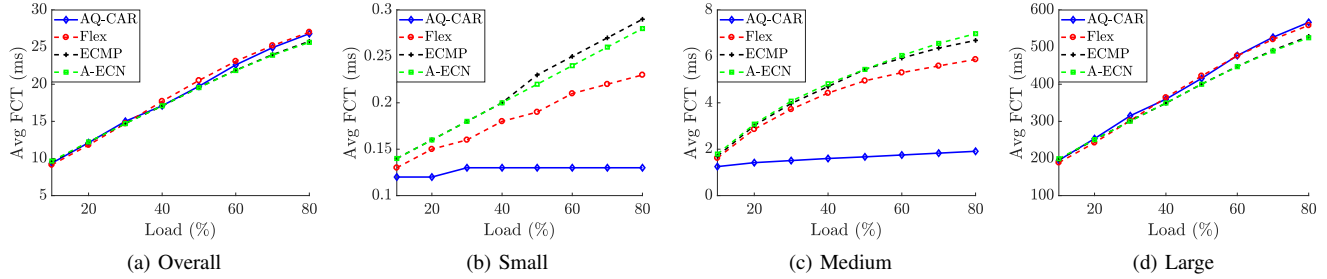 30
25
20
15
10
5
Avg FCT (ms)
AQ-CAR
Flex
ECMP
A-ECN
20 40 60 80
Load (%)
(a) Overall
0.3
0.25
0.2
0.15
0.1
Avg FCT (ms)
AQ-CAR
Flex
ECMP
A-ECN
20 40 60 80
Load (%)
(b) Small
8
6
4
2
0
Avg FCT (ms)
AQ-CAR
Flex
ECMP
A-ECN
20 40 60 80
Load (%)
(c) Medium
600
500
400
300
200
100
Avg FCT (ms)
AQ-CAR
Flex
ECMP
A-ECN
20 40 60 80
Load (%)
(d) Large